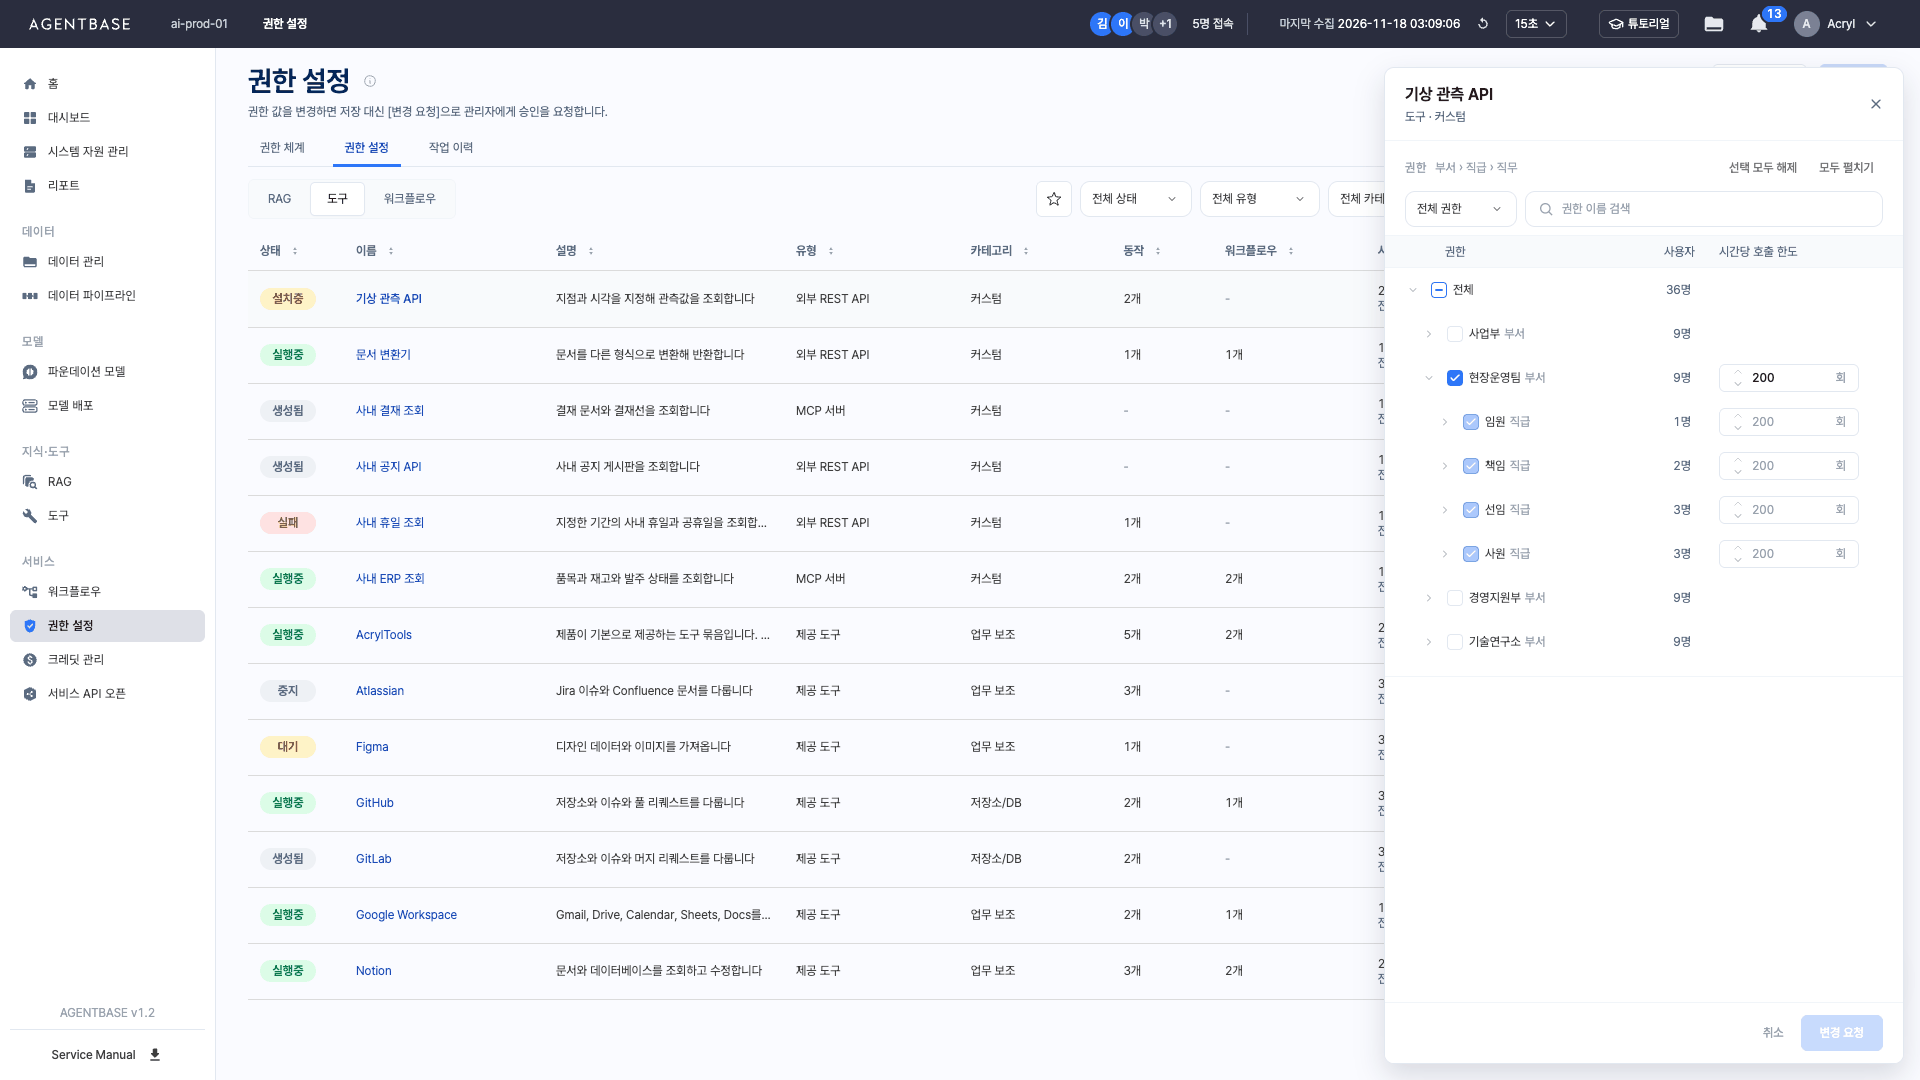 AGENTBASE
ai-prod-01
권한 설정
김 이 박 +1
5명 접속
마지막 수집 2026-11-18 03:09:06
15초
튜토리얼
13
A
Acryl
홈
대시보드
시스템 자원 관리
리포트
데이터
데이터 관리
데이터 파이프라인
모델
파운데이션 모델
모델 배포
지식·도구
RAG
도구
서비스
워크플로우
권한 설정
크레딧 관리
서비스 API 오픈
AGENTBASE v1.2
Service Manual
권한 설정
권한 값을 변경하면 저장 대신 [변경 요청]으로 관리자에게 승인을 요청합니다.
권한 체계 권한 설정 작업 이력
RAG 도구 워크플로우
전체 상태 전체 유형 전체 카테
상태 이름 설명 유형 카테고리 동작 워크플로우
설치중 기상 관측 API 지점과 시각을 지정해 관측값을 조회합니다 외부 REST API 커스텀 2개 -
실행중 문서 변환기 문서를 다른 형식으로 변환해 반환합니다 외부 REST API 커스텀 1개 1개
생성됨 사내 결재 조회 결재 문서와 결재선을 조회합니다 MCP 서버 커스텀 - -
생성됨 사내 공지 API 사내 공지 게시판을 조회합니다 외부 REST API 커스텀 - -
실패 사내 휴일 조회 지정한 기간의 사내 휴일과 공휴일을 조회합... 외부 REST API 커스텀 1개 -
실행중 사내 ERP 조회 품목과 재고와 발주 상태를 조회합니다 MCP 서버 커스텀 2개 2개
실행중 AcrylTools 제품이 기본으로 제공하는 도구 묶음입니다. ... 제공 도구 업무 보조 5개 2개
중지 Atlassian Jira 이슈와 Confluence 문서를 다룹니다 제공 도구 업무 보조 3개 -
대기 Figma 디자인 데이터와 이미지를 가져옵니다 제공 도구 업무 보조 1개 -
실행중 GitHub 저장소와 이슈와 풀 리퀘스트를 다룹니다 제공 도구 저장소/DB 2개 1개
생성됨 GitLab 저장소와 이슈와 머지 리퀘스트를 다룹니다 제공 도구 저장소/DB 2개 -
실행중 Google Workspace Gmail, Drive, Calendar, Sheets, Docs를... 제공 도구 업무 보조 2개 1개
실행중 Notion 문서와 데이터베이스를 조회하고 수정합니다 제공 도구 업무 보조 3개 2개
기상 관측 API
도구 · 커스텀
권한 부서 › 직급 › 직무
선택 모두 해제 모두 펼치기
전체 권한 권한 이름 검색
권한 사용자 시간당 호출 한도
전체 36명
사업부 부서 9명
현장운영팀 부서 9명 200 회
임원 직급 1명 200 회
책임 직급 2명 200 회
선임 직급 3명 200 회
사원 직급 3명 200 회
경영지원부 부서 9명
기술연구소 부서 9명
취소 변경 요청